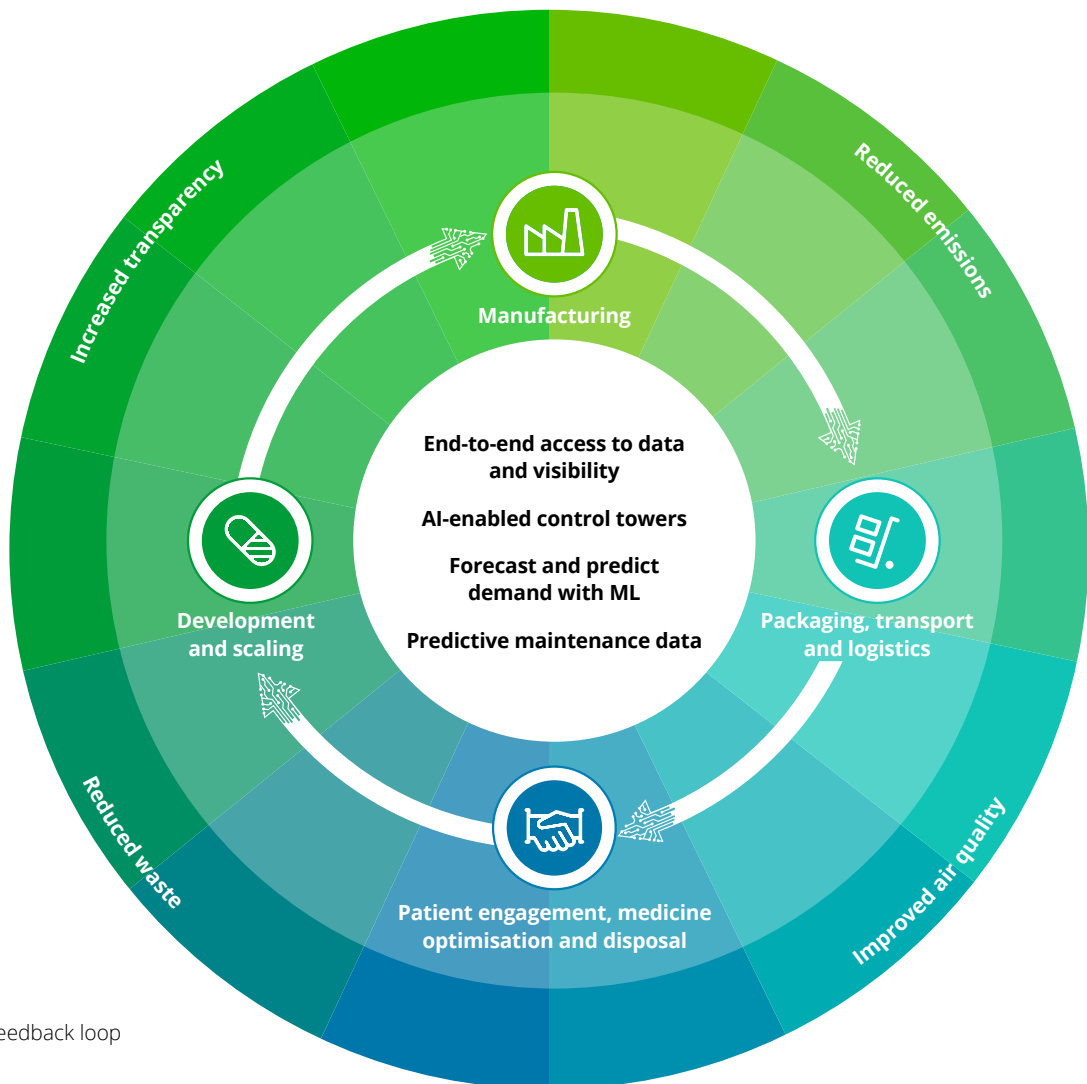 Increased transparency
Reduced emissions
Manufacturing
End-to-end access to data
and visibility
AI-enabled control towers
Forecast and predict
demand with ML
Predictive maintenance data
Development
and scaling
Packaging, transport
and logistics
Reduced waste
Improved air quality
Patient engagement, medicine
optimisation and disposal
loop